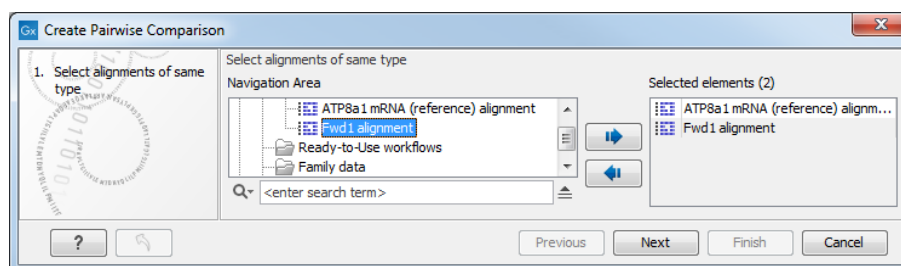 Gx Create Pairwise Comparison
1. Select alignments of same
type
Select alignments of same type
Navigation Area
ATP8a1 mRNA (reference) alignment
Fwd1 alignment
Ready-to-Use workflows
Family data
<enter search term>
Selected elements (2)
ATP8a1 mRNA (reference) alignm...
Fwd1 alignment
?
Previous
Next
Finish
Cancel